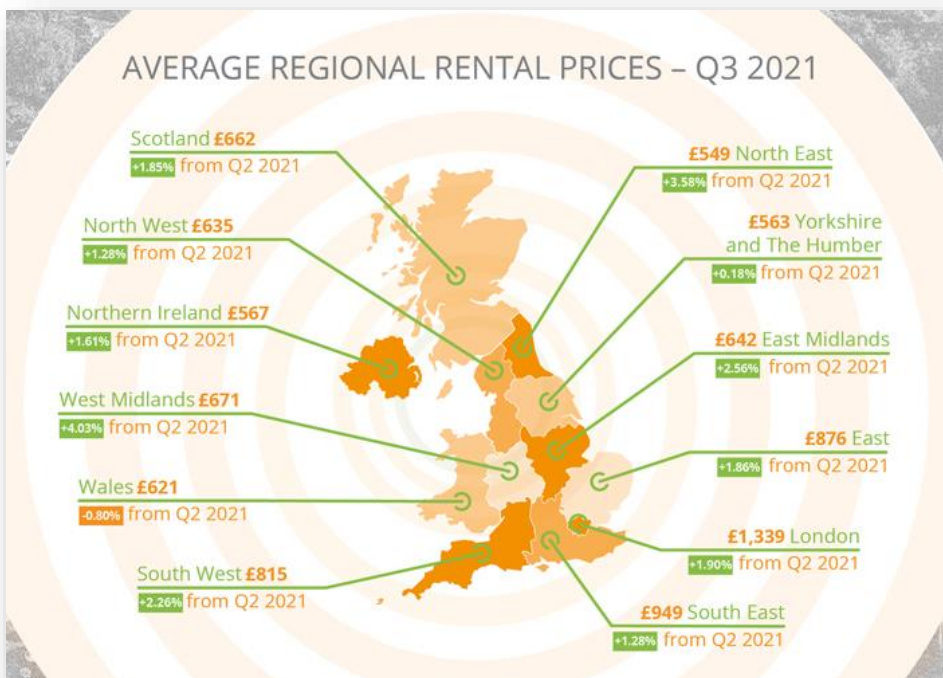 AVERAGE REGIONAL RENTAL PRICES – Q3 2021
Scotland £662
+1.85% from Q2 2021
North West £635
+1.28% from Q2 2021
Northern Ireland £567
+1.61% from Q2 2021
West Midlands £671
+4.03% from Q2 2021
Wales £621
-0.80% from Q2 2021
South West £815
+2.26% from Q2 2021
£549 North East
+3.58% from Q2 2021
£563 Yorkshire
and The Humber
+0.18% from Q2 2021
£642 East Midlands
+2.56% from Q2 2021
£876 East
+1.86% from Q2 2021
£1,339 London
+1.90% from Q2 2021
£949 South East
+1.28% from Q2 2021